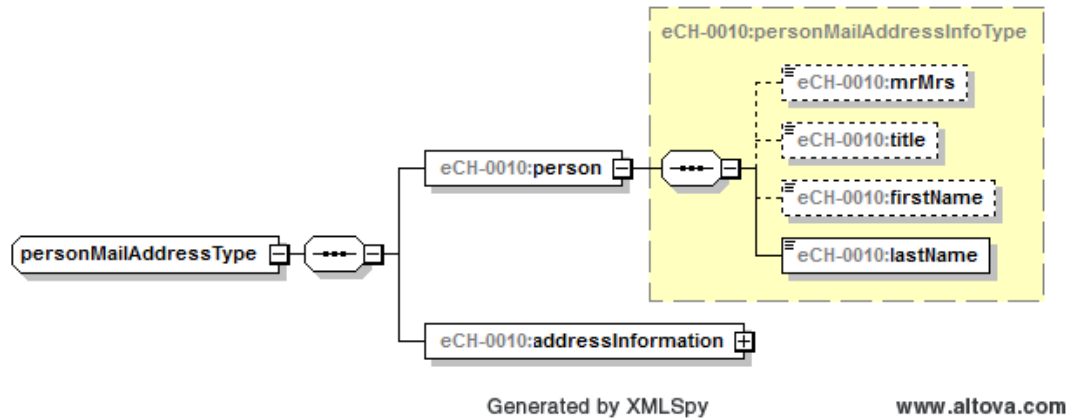 eCH-0010:personMailAddressInfoType
eCH-0010:mrMrs
eCH-0010:title
eCH-0010:person
eCH-0010:firstName
personMailAddressType
eCH-0010:lastName
eCH-0010:addressInformation
Generated by XMLSpy
www.altova.com